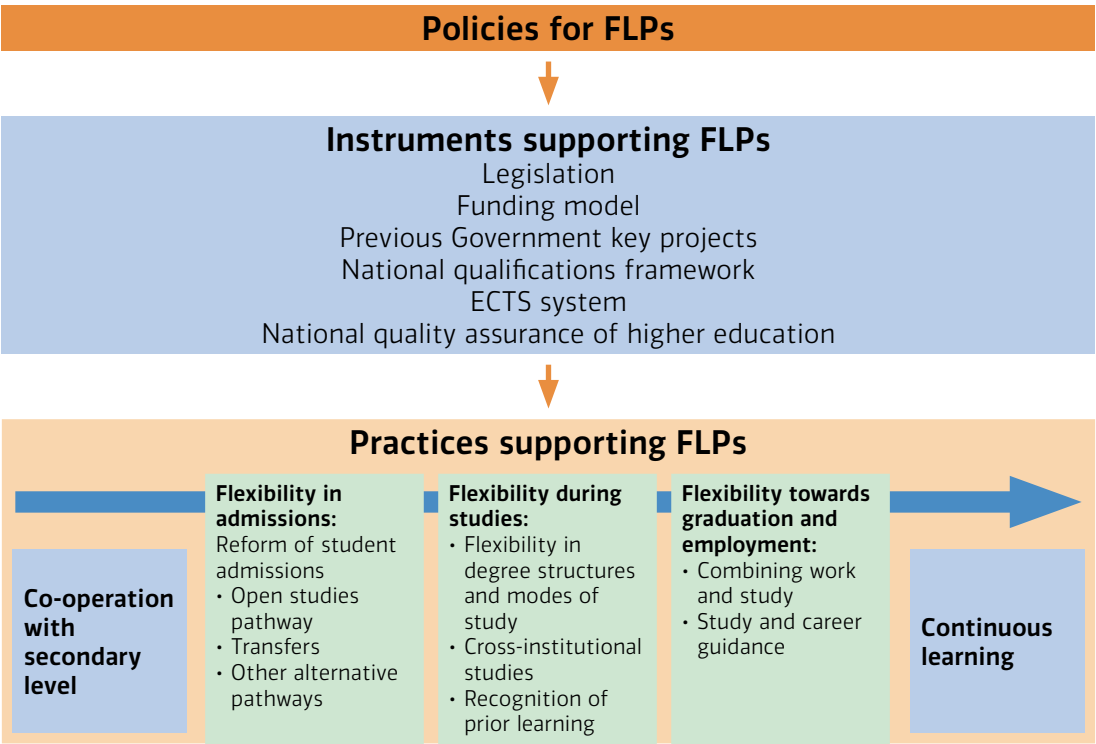 Policies for FLPs
Instruments supporting FLPs
Legislation
Funding model
Previous Government key projects
National qualifications framework
ECTS system
National quality assurance of higher education
Practices supporting FLPs
Co-operation
with
secondary
level
Flexibility in
admissions:
Reform of student
admissions
• Open studies
pathway
• Transfers
• Other alternative
pathways
Flexibility during
studies:
• Flexibility in
degree structures
and modes of
study
• Cross-institutional
studies
• Recognition of
prior learning
Flexibility towards
graduation and
employment:
• Combining work
and study
• Study and career
guidance
Continuous
learning